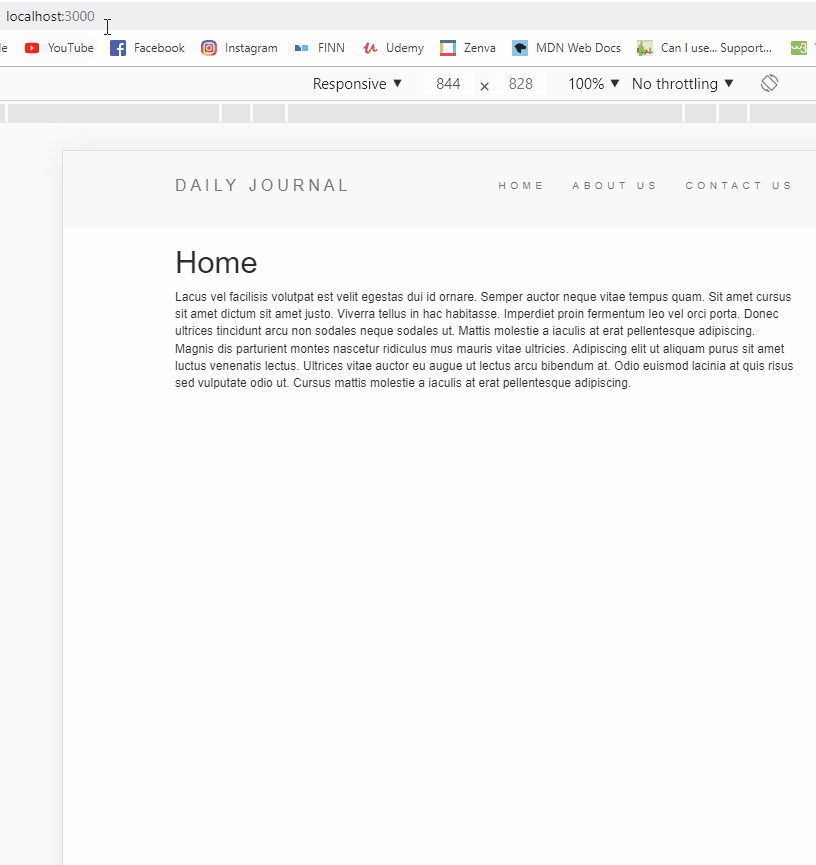 localhost:3000
le YouTube Facebook Instagram FINN Udemy Zenva MDN Web Docs Can I use... Support...
Responsive ▼ 844 × 828 100% ▼ No throttling ▼
DAILY JOURNAL HOME ABOUT US CONTACT US
Home
Lacus vel facilisis volutpat est velit egestas dui id ornare. Semper auctor neque vitae tempus quam. Sit amet cursus
sit amet dictum sit amet justo. Viverra tellus in hac habitasse. Imperdiet proin fermentum leo vel orci porta. Donec
ultrices tincidunt arcu non sodales neque sodales ut. Mattis molestie a iaculis at erat pellentesque adipiscing.
Magnis dis parturient montes nascetur ridiculus mus mauris vitae ultricies. Adipiscing elit ut aliquam purus sit amet
luctus venenatis lectus. Ultrices vitae auctor eu augue ut lectus arcu bibendum at. Odio euismod lacinia at quis risus
sed vulputate odio ut. Cursus mattis molestie a iaculis at erat pellentesque adipiscing.